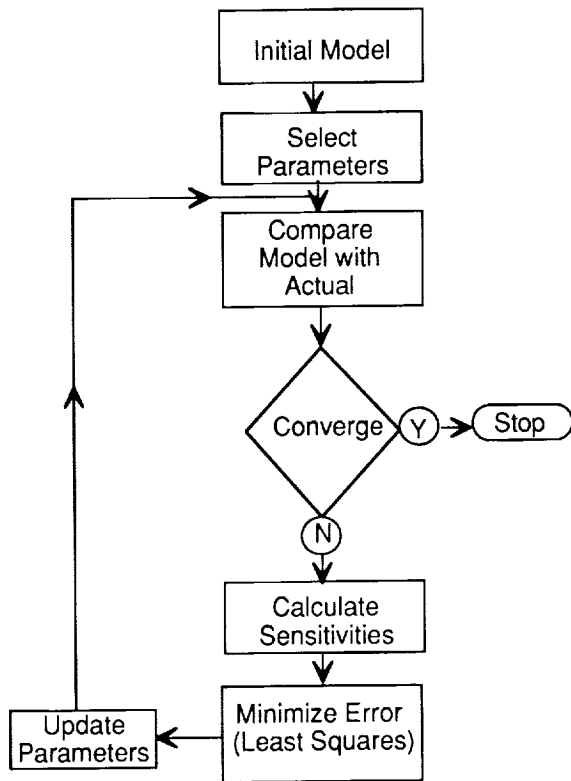 Initial Model
Select
Parameters
Compare
Model with
Actual
Converge
Y
Stop
N
Calculate
Sensitivities
Minimize Error
(Least Squares)
Update
Parameters